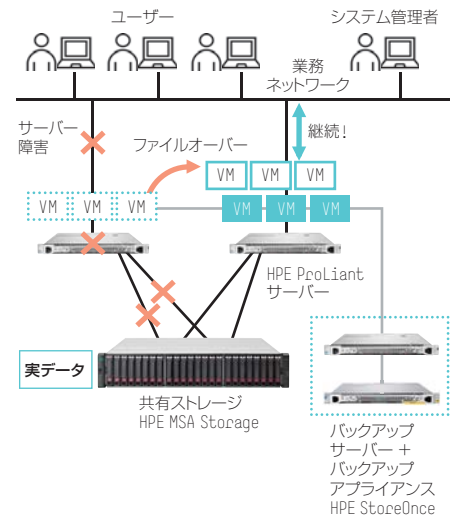 ユーザー
システム管理者
業務
ネットワーク
サーバー
障害
ファイルオーバー
継続!
VM VM VM
VM VM VM
VM VM VM
HPE ProLiant
サーバー
実データ
共有ストレージ
HPE MSA Storage
バックアップ
サーバー +
バックアップ
アプライアンス
HPE StoreOnce